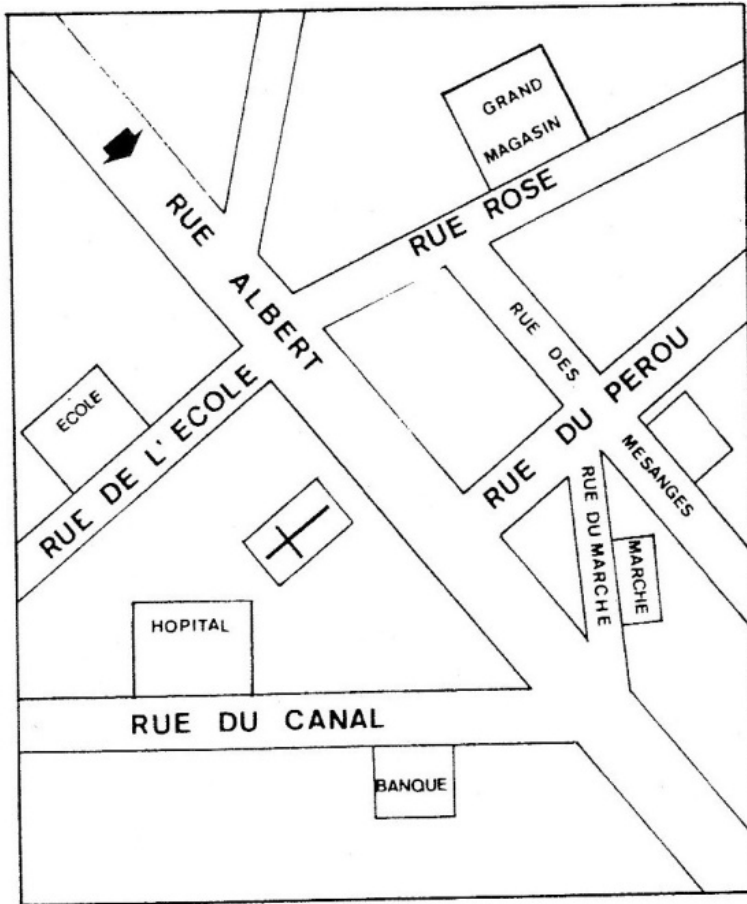 GRAND
MAGASIN
RUE ROSE
RUE ALBERT
RUE DES MESANGES
RUE DU PEROU
ECOLE
RUE DE L'ECOLE
RUE DU MARCHE
MARCHE
HOPITAL
RUE DU CANAL
BANQUE